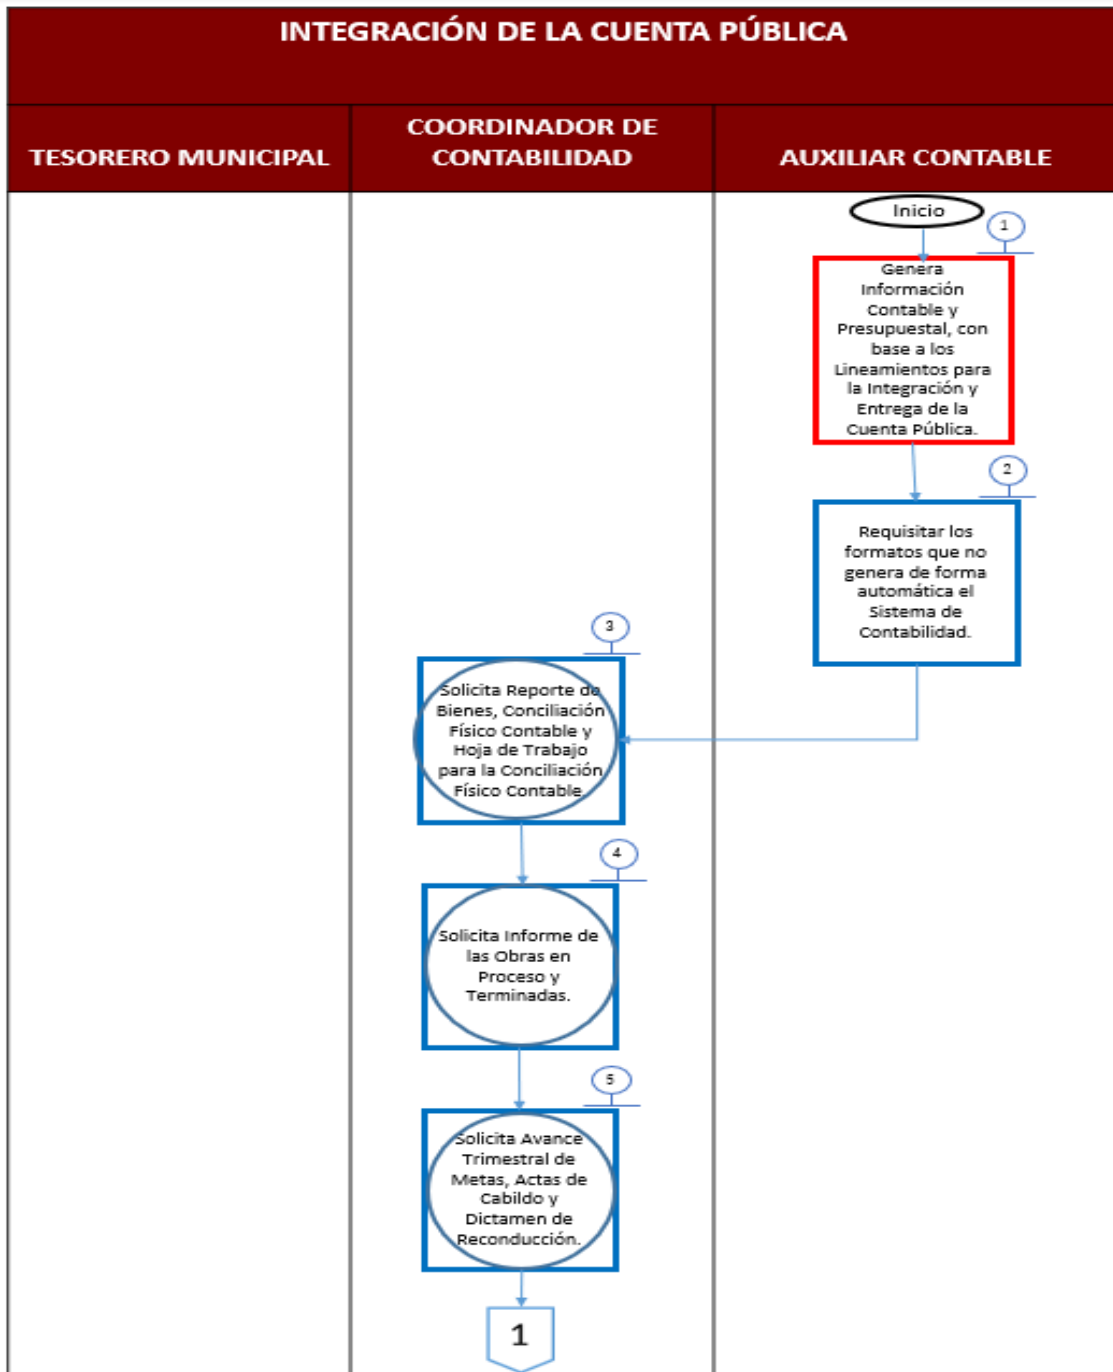 INTEGRACIÓN DE LA CUENTA PÚBLICA
TESORERO MUNICIPAL
COORDINADOR DE
CONTABILIDAD
AUXILIAR CONTABLE
Inicio
1
Genera
Información
Contable y
Presupuestal, con
base a los
Lineamientos para
la Integración y
Entrega de la
Cuenta Pública.
2
Requisitar los
formatos que no
genera de forma
automática el
Sistema de
Contabilidad.
3
Solicita Reporte de
Bienes, Conciliación
Físico Contable y
Hoja de Trabajo
para la Conciliación
Físico Contable.
4
Solicita Informe de
las Obras en
Proceso y
Terminadas.
5
Solicita Avance
Trimestral de
Metas, Actas de
Cabildo y
Dictamen de
Reconducción.
1